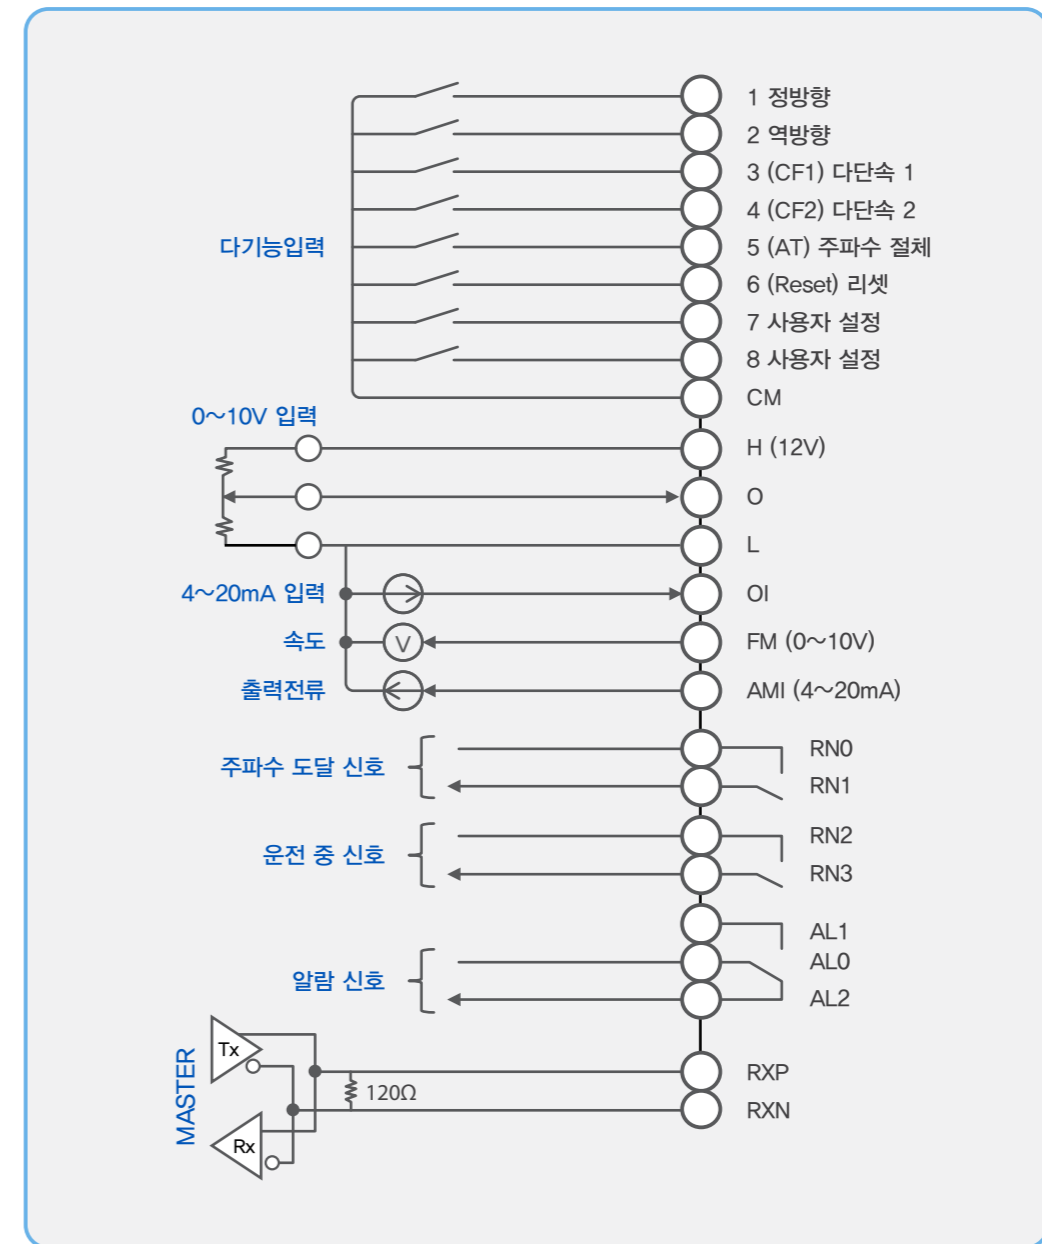 1 정방향
2 역방향
3 (CF1) 다단속 1
4 (CF2) 다단속 2
다기능입력
5 (AT) 주파수 절체
6 (Reset) 리셋
7 사용자 설정
8 사용자 설정
CM
0～10V 입력
H (12V)
O
L
4～20mA 입력
OI
속도
V
FM (0～10V)
출력전류
AMI (4～20mA)
주파수 도달 신호
RN0
RN1
운전 중 신호
RN2
RN3
알람 신호
AL1
AL0
AL2
MASTER
Tx
Rx
120Ω
RXP
RXN